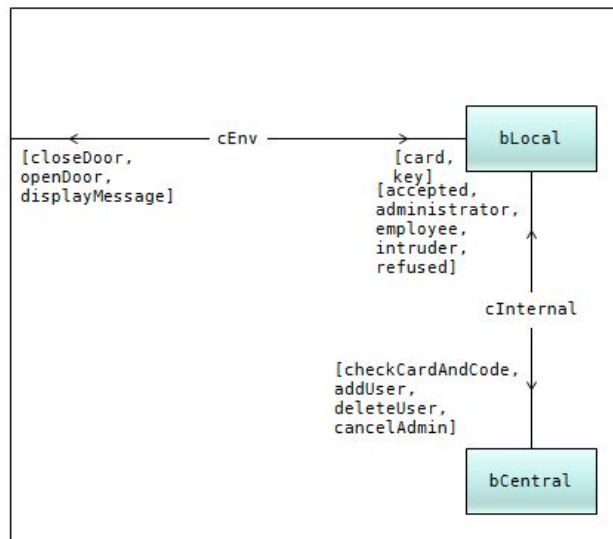 cEnv
bLocal
[closeDoor,
openDoor,
displayMessage]
[card,
key]
[accepted,
administrator,
employee,
intruder,
refused]
cInternal
[checkCardAndCode,
addUser,
deleteUser,
cancelAdmin]
bCentral